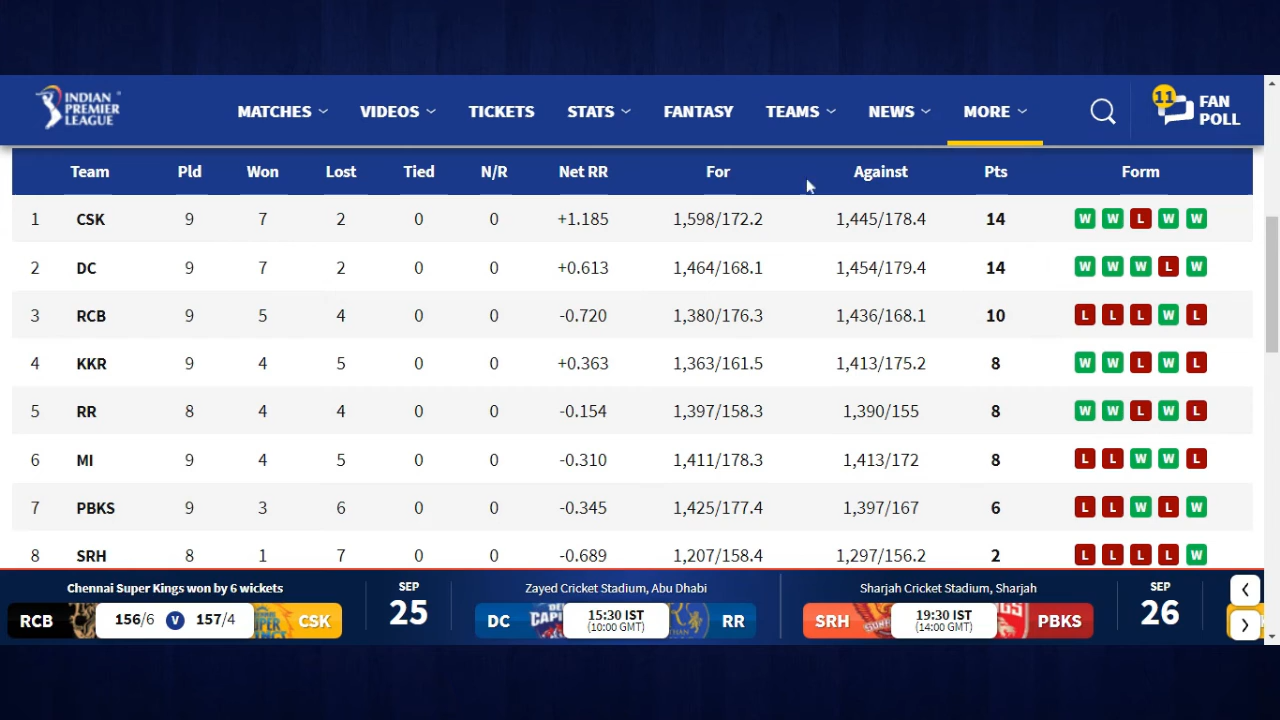 INDIAN PREMIER LEAGUE
MATCHES VIDEOS TICKETS STATS FANTASY TEAMS NEWS MORE
11 FAN POLL
Team Pld Won Lost Tied N/R Net RR For Against Pts Form
1 CSK 9 7 2 0 0 +1.185 1,598/172.2 1,445/178.4 14 W W L W W
2 DC 9 7 2 0 0 +0.613 1,464/168.1 1,454/179.4 14 W W W L W
3 RCB 9 5 4 0 0 -0.720 1,380/176.3 1,436/168.1 10 L L L W L
4 KKR 9 4 5 0 0 +0.363 1,363/161.5 1,413/175.2 8 W W L W L
5 RR 8 4 4 0 0 -0.154 1,397/158.3 1,390/155 8 W W L W L
6 MI 9 4 5 0 0 -0.310 1,411/178.3 1,413/172 8 L L W W L
7 PBKS 9 3 6 0 0 -0.345 1,425/177.4 1,397/167 6 L L W L W
8 SRH 8 1 7 0 0 -0.689 1,207/158.4 1,297/156.2 2 L L L L W
Chennai Super Kings won by 6 wickets
RCB 156/6 V 157/4 CSK
SEP
25
Zayed Cricket Stadium, Abu Dhabi
DC 15:30 IST RR
(10:00 GMT)
Sharjah Cricket Stadium, Sharjah
SRH 19:30 IST PBKS
(14:00 GMT)
SEP
26